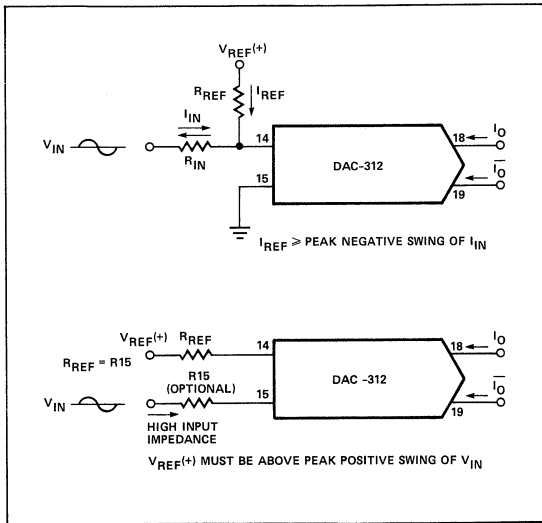 VREF(+)
RREF
IREF
IIN
VIN
RIN
14
15
DAC-312
18
IO
19
IO
IREF ⩾ PEAK NEGATIVE SWING OF IIN
VREF(+)
RREF
14
RREF = R15
R15
(OPTIONAL)
VIN
15
HIGH INPUT
IMPEDANCE
DAC -312
18
IO
19
IO
VREF(+) MUST BE ABOVE PEAK POSITIVE SWING OF VIN